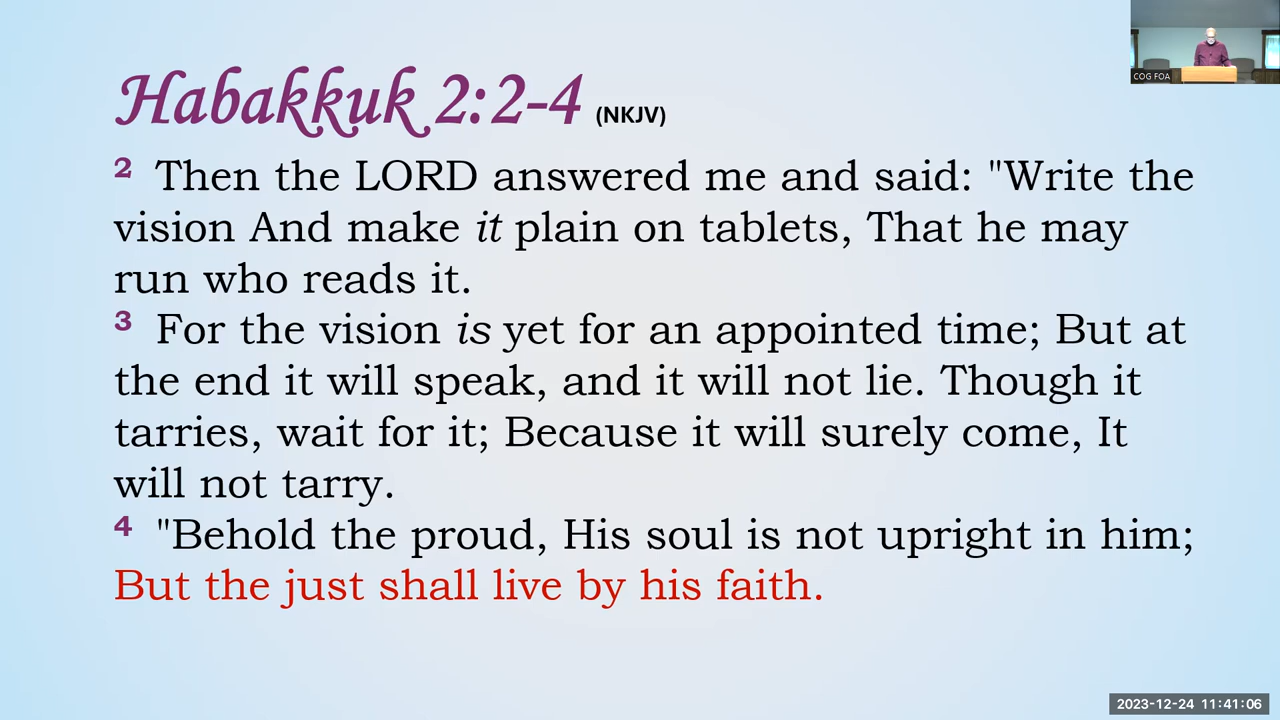 COG FOA
Habakkuk 2:2-4 (NKJV)
2 Then the LORD answered me and said: "Write the
vision And make it plain on tablets, That he may
run who reads it.
3 For the vision is yet for an appointed time; But at
the end it will speak, and it will not lie. Though it
tarries, wait for it; Because it will surely come, It
will not tarry.
4 "Behold the proud, His soul is not upright in him;
But the just shall live by his faith.
2023-12-24 11:41:06